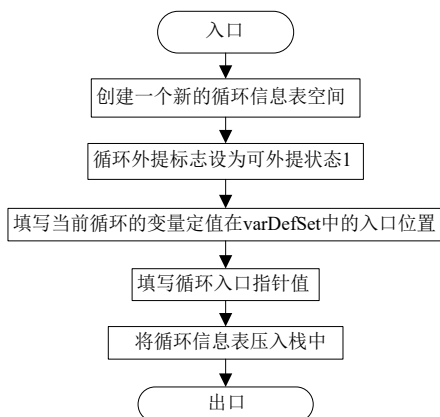 入口
创建一个新的循环信息表空间
循环外提标志设为可外提状态1
填写当前循环的变量定值在varDefSet中的入口位置
填写循环入口指针值
将循环信息表压入栈中
出口